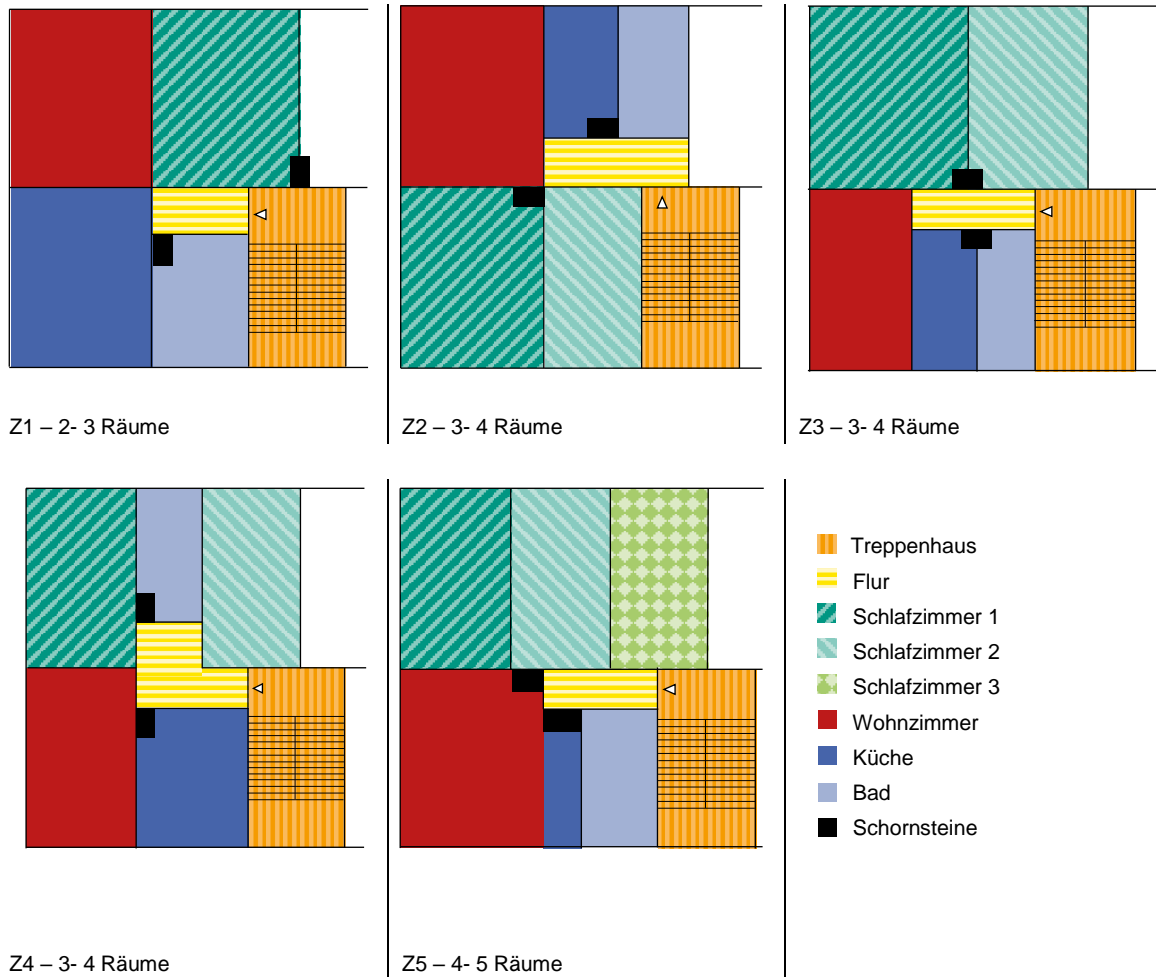 Z1 – 2- 3 Räume
Z2 – 3- 4 Räume
Z3 – 3- 4 Räume
Treppenhaus
Flur
Schlafzimmer 1
Schlafzimmer 2
Schlafzimmer 3
Wohnzimmer
Küche
Bad
Schornsteine
Z4 – 3- 4 Räume
Z5 – 4- 5 Räume